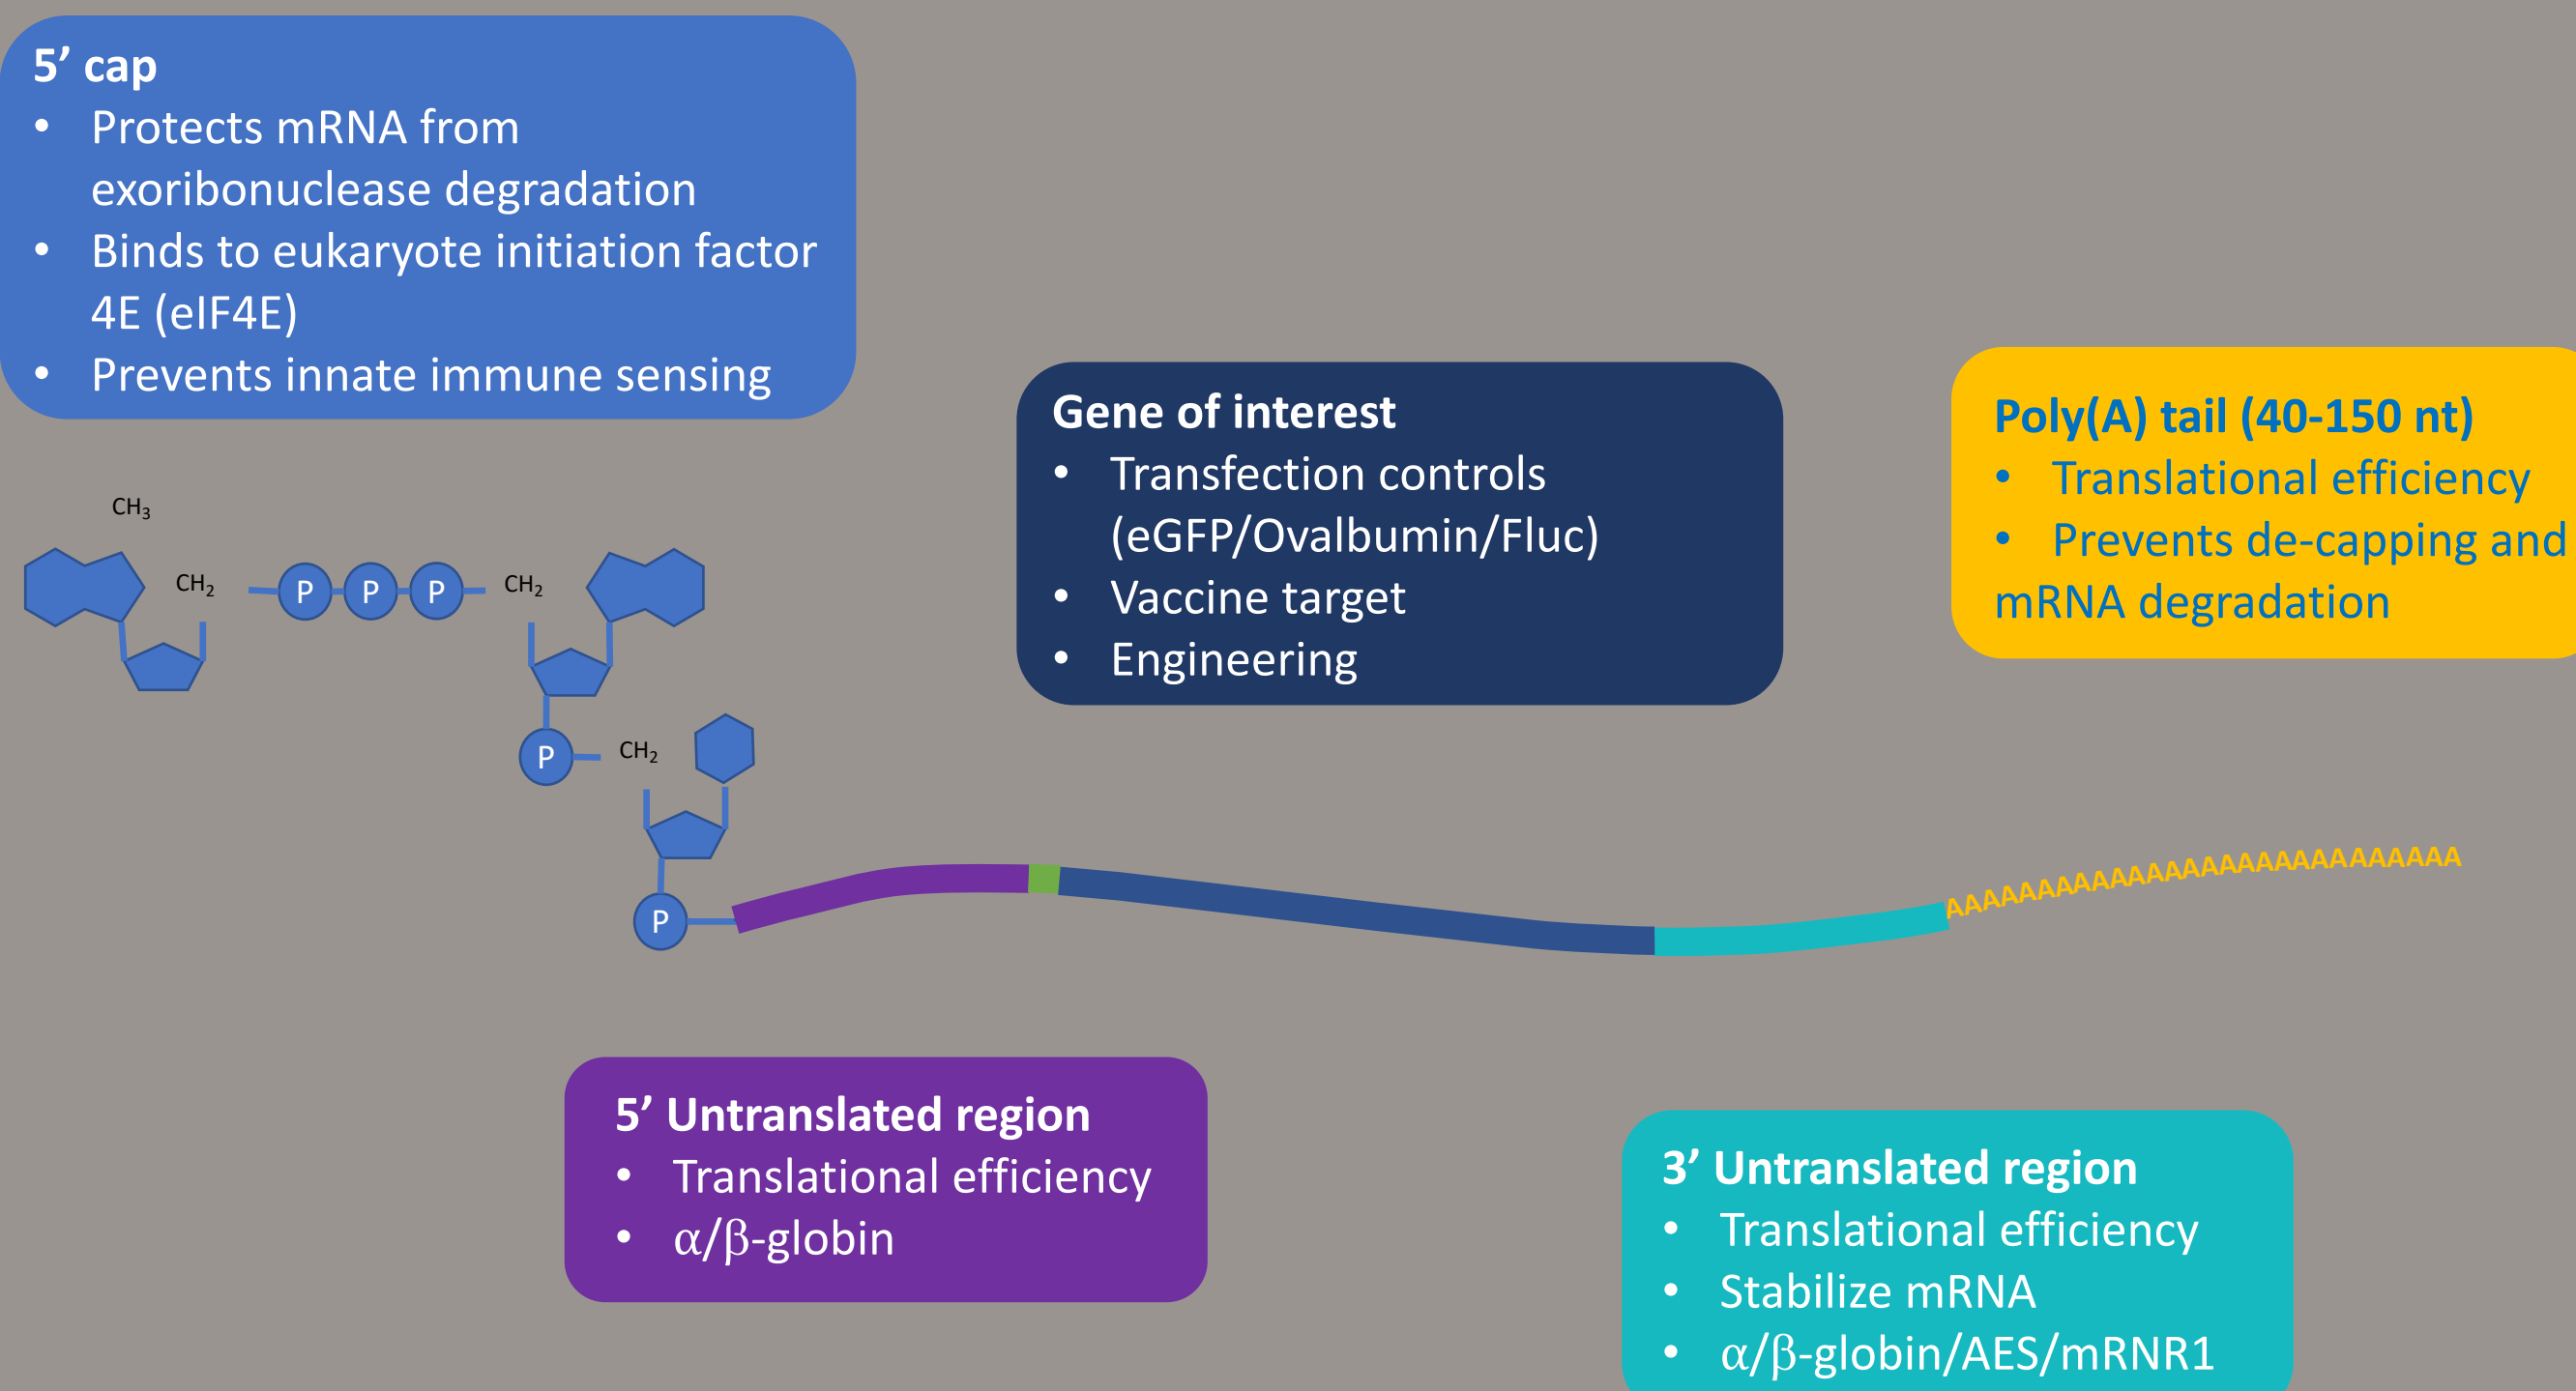 5’ cap
• Protects mRNA from
exoribonuclease degradation
• Binds to eukaryote initiation factor
4E (eIF4E)
• Prevents innate immune sensing
Gene of interest
• Transfection controls
(eGFP/Ovalbumin/Fluc)
• Vaccine target
• Engineering
Poly(A) tail (40-150 nt)
• Translational efficiency
• Prevents de-capping and
mRNA degradation
CH₃
CH₂
P P P
CH₂
P
CH₂
P
AAAAAAAAAAAAAAAAAAAAAAAAAAAAA
5’ Untranslated region
• Translational efficiency
• α/β-globin
3’ Untranslated region
• Translational efficiency
• Stabilize mRNA
• α/β-globin/AES/mRNR1